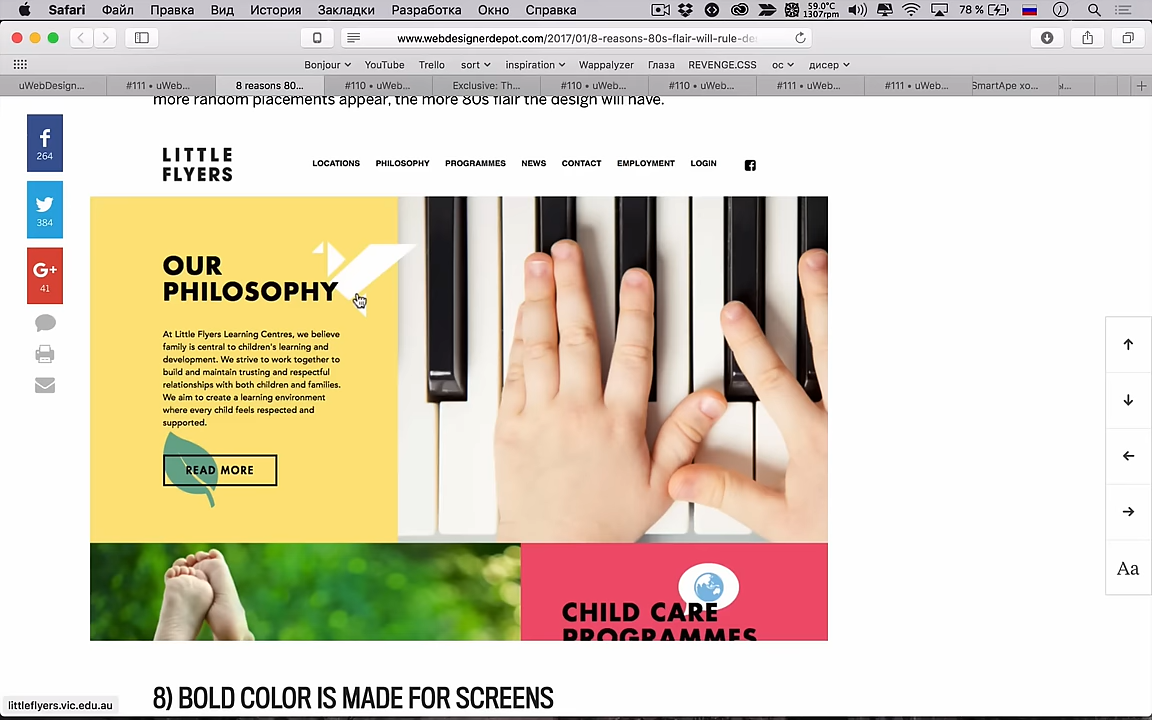 Safari Файл Правка Вид История Закладки Разработка Окно Справка 59.0°C 1307rpm 78 %
www.webdesignerdepot.com/2017/01/8-reasons-80s-flair-will-rule-de
Bonjour YouTube Trello sort inspiration Wappalyzer Глаза REVENGE.CSS ос дисер
uWebDesign... #111 • uWeb... 8 reasons 80... #110 • uWeb... Exclusive: Th... #110 • uWeb... #110 • uWeb... #111 • uWeb... #111 • uWeb... SmartApe хо...
more random placements appear, the more 80s flair the design will have.
264
384
G+
41
LITTLE
FLYERS
LOCATIONS PHILOSOPHY PROGRAMMES NEWS CONTACT EMPLOYMENT LOGIN
OUR
PHILOSOPHY
At Little Flyers Learning Centres, we believe
family is central to children's learning and
development. We strive to work together to
build and maintain trusting and respectful
relationships with both children and families.
We aim to create a learning environment
where every child feels respected and
supported.
READ MORE
CHILD CARE
PROGRAMMES
Aa
8) BOLD COLOR IS MADE FOR SCREENS
littleflyers.vic.edu.au